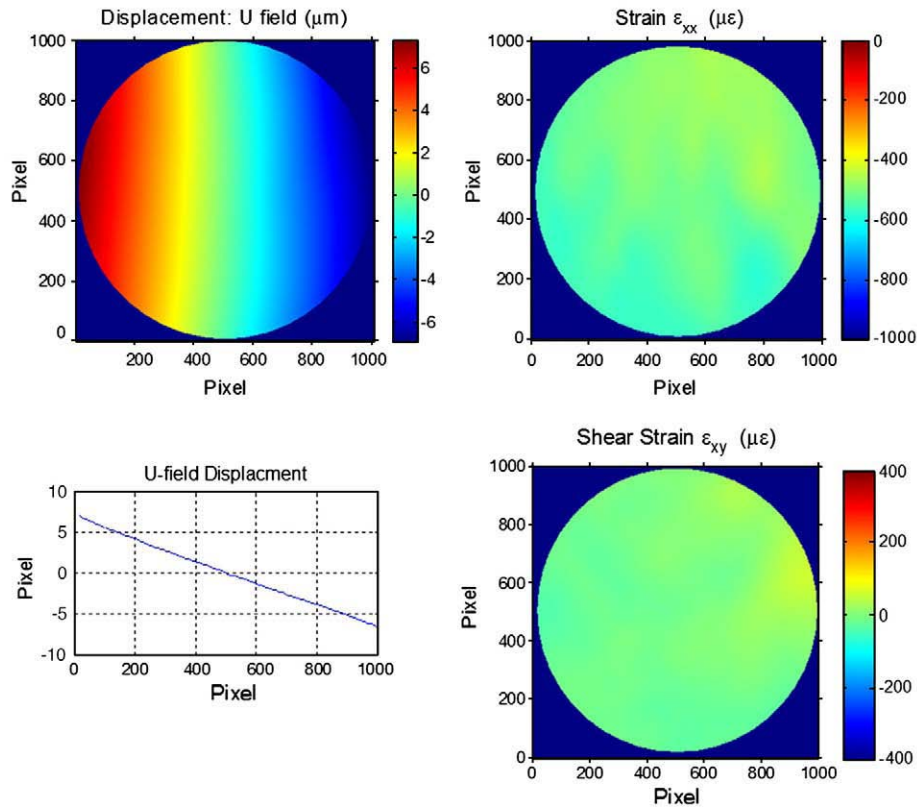 Displacement: U field (μm)
1000
800
600
400
200
0
Pixel
200 400 600 800 1000
Pixel
6
4
2
0
-2
-4
-6
Strain εxx (με)
1000
800
600
400
200
0
Pixel
0 200 400 600 800 1000
Pixel
0
-200
-400
-600
-800
-1000
U-field Displacment
10
5
0
-5
-10
Pixel
0 200 400 600 800 1000
Pixel
Shear Strain εxy (με)
1000
800
600
400
200
0
Pixel
0 200 400 600 800 1000
Pixel
400
200
0
-200
-400